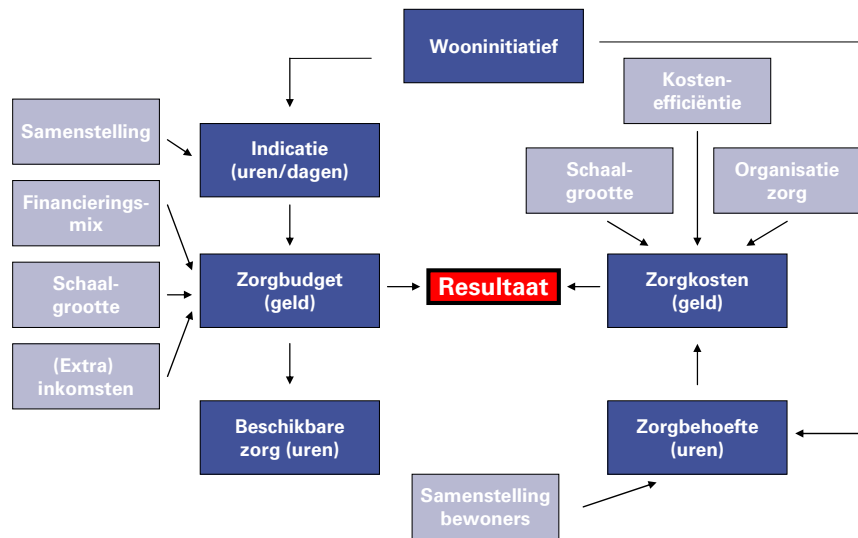 Wooninitiatief
Kosten-
efficiëntie
Samenstelling
Indicatie
(uren/dagen)
Schaal-
grootte
Organisatie
zorg
Financierings-
mix
Zorgbudget
(geld)
Resultaat
Zorgkosten
(geld)
Schaal-
grootte
(Extra)
inkomsten
Beschikbare
zorg (uren)
Zorgbehoefte
(uren)
Samenstelling
bewoners